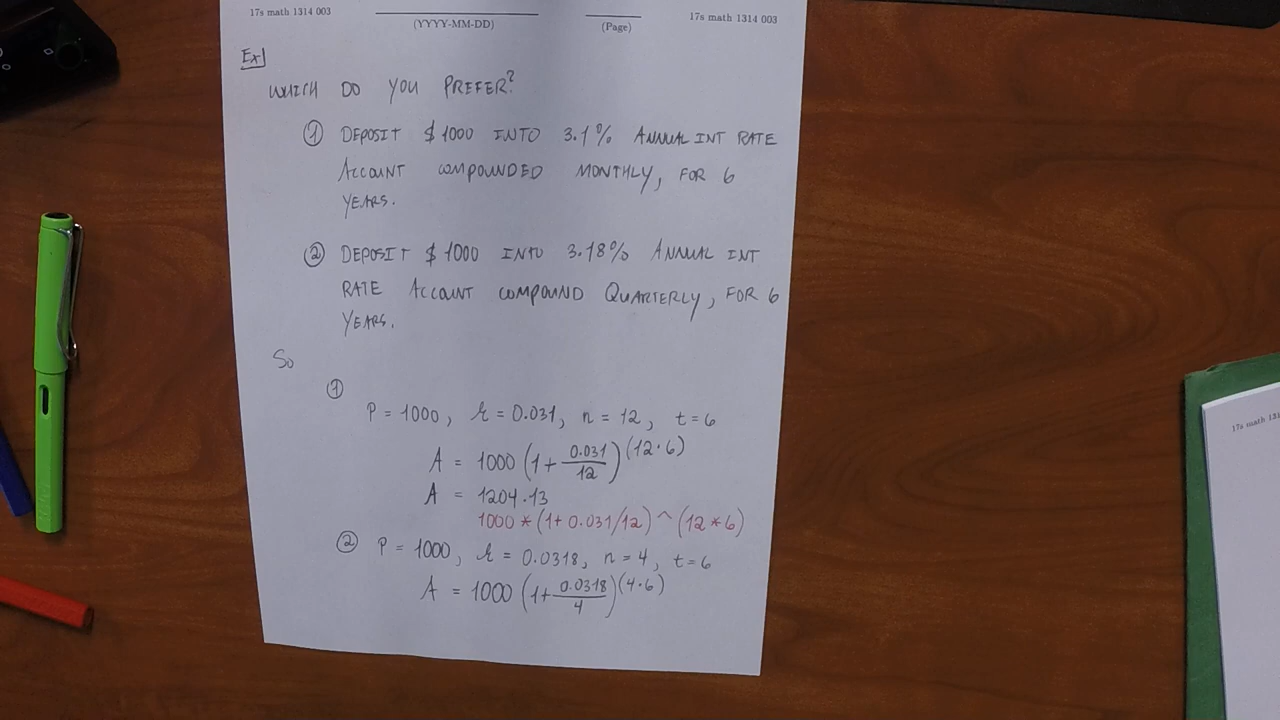 17s math 1314 003
(YYYY-MM-DD)
(Page)
17s math 1314 003
Ex
WHICH DO YOU PREFER?
① DEPOSIT $1000 INTO 3.1% ANNUAL INT RATE
ACCOUNT COMPOUNDED MONTHLY, FOR 6
YEARS.
② DEPOSIT $1000 INTO 3.18% ANNUAL INT
RATE ACCOUNT COMPOUND QUARTERLY, FOR 6
YEARS.
So
①
P = 1000, r = 0.031, n = 12, t = 6
A = 1000 (1 + 0.031/12)^(12·6)
A = 1204.13
1000 * (1 + 0.031/12) ^ (12 * 6)
② P = 1000, r = 0.0318, n = 4, t = 6
A = 1000 (1 + 0.0318/4)^(4·6)
17s math 131